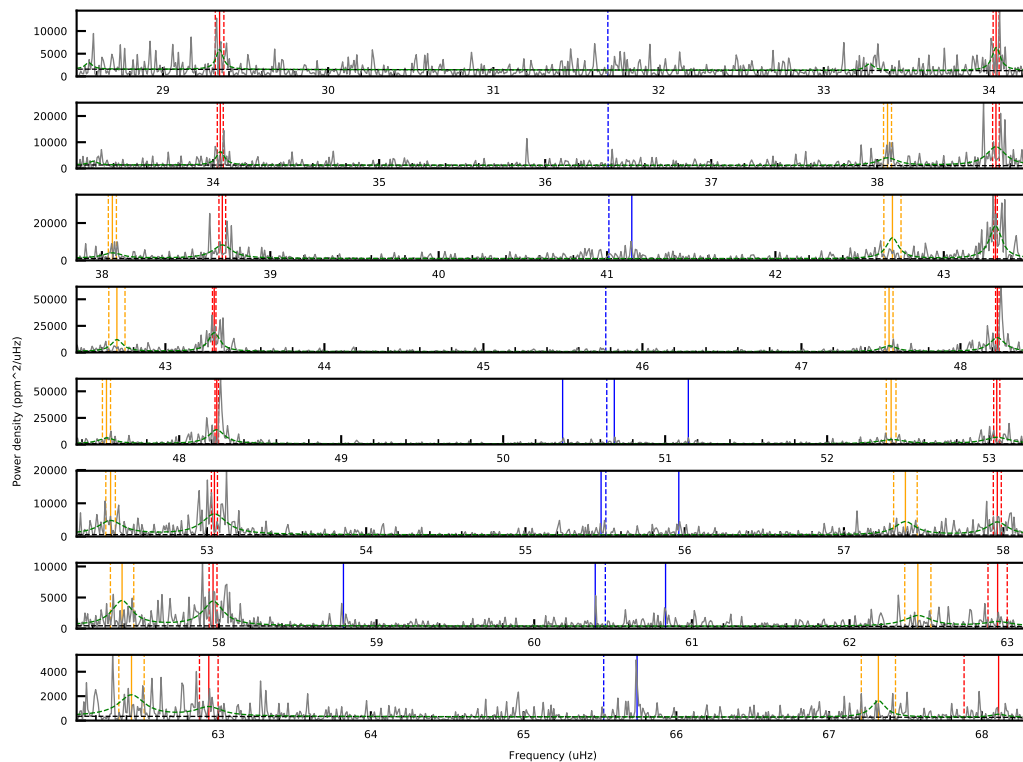 10000
5000
0
29 30 31 32 33 34
20000
10000
0
34 35 36 37 38
20000
0
38 39 40 41 42 43
50000
25000
0
43 44 45 46 47 48
50000
25000
0
48 49 50 51 52 53
20000
10000
0
53 54 55 56 57 58
10000
5000
0
58 59 60 61 62 63
4000
2000
0
63 64 65 66 67 68
Power density (ppm^2/uHz)
Frequency (uHz)